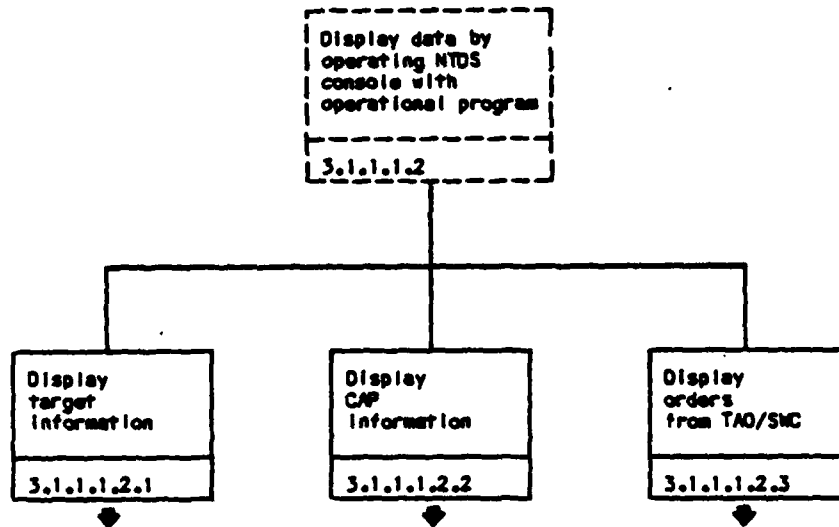 Display data by
operating NTDS
console with
operational program
3.1.1.1.2
Display
target
information
3.1.1.1.2.1
Display
CAP
information
3.1.1.1.2.2
Display
orders
from TAO/SWC
3.1.1.1.2.3